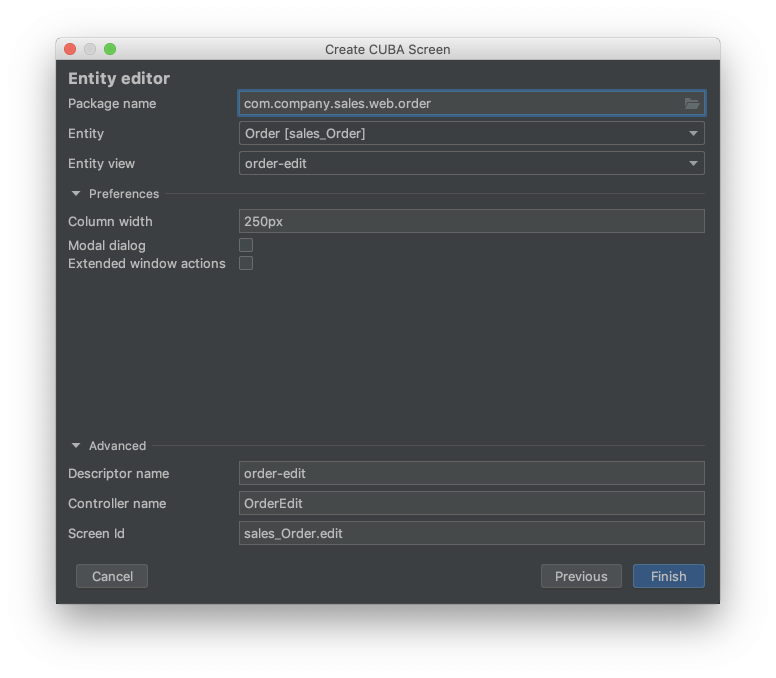 Create CUBA Screen
Entity editor
Package name com.company.sales.web.order
Entity Order [sales_Order]
Entity view order-edit
Preferences
Column width 250px
Modal dialog
Extended window actions
Advanced
Descriptor name order-edit
Controller name OrderEdit
Screen Id sales_Order.edit
Cancel Previous Finish